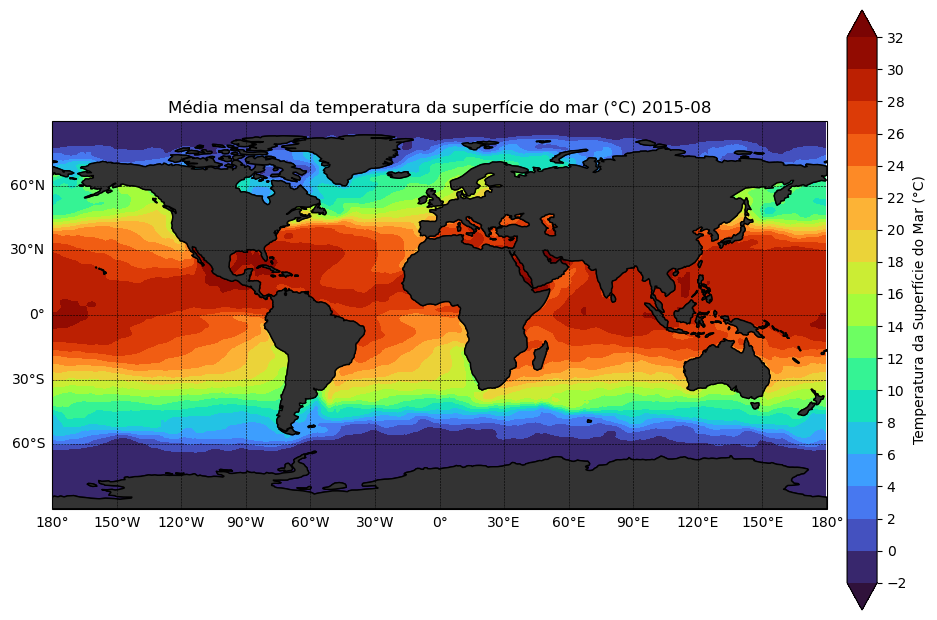 Média mensal da temperatura da superfície do mar (°C) 2015-08
60°N
30°N
0°
30°S
60°S
180° 150°W 120°W 90°W 60°W 30°W 0° 30°E 60°E 90°E 120°E 150°E 180°
32
30
28
26
24
22
20
18
16
14
12
10
8
6
4
2
0
−2
Temperatura da Superfície do Mar (°C)